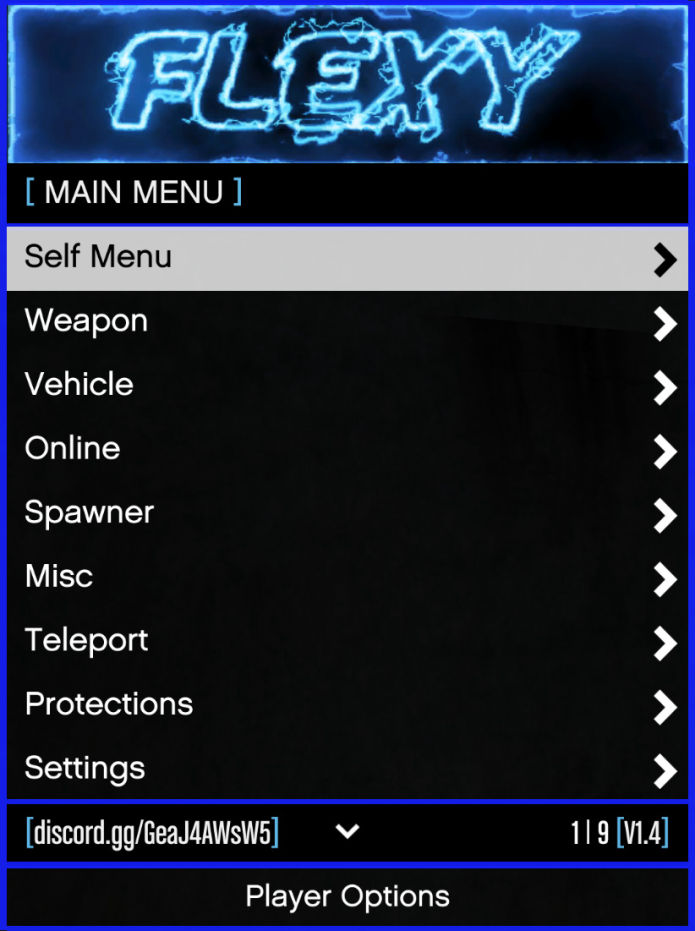 FLEXY
[ MAIN MENU ]
Self Menu
Weapon
Vehicle
Online
Spawner
Misc
Teleport
Protections
Settings
[discord.gg/GeaJ4AWsW5] 1 | 9 [V1.4]
Player Options